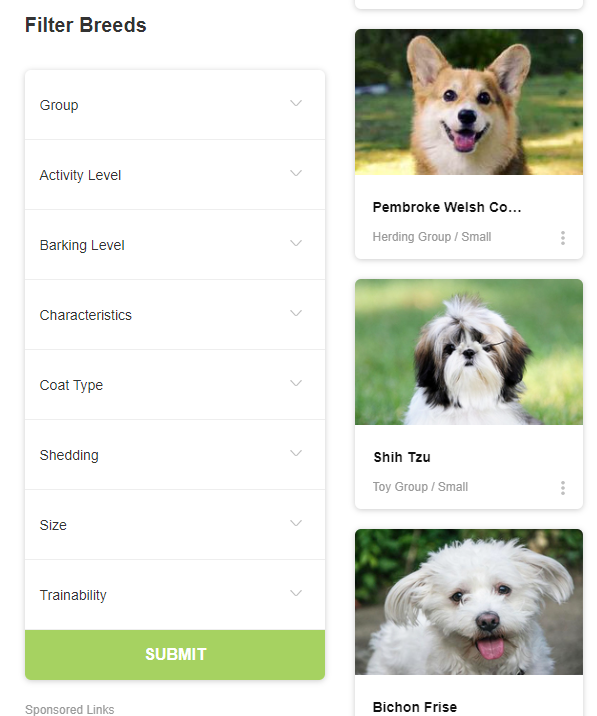 Filter Breeds
Group
Activity Level
Barking Level
Characteristics
Coat Type
Shedding
Size
Trainability
SUBMIT
Sponsored Links
Pembroke Welsh Co...
Herding Group / Small
Shih Tzu
Toy Group / Small
Bichon Frise